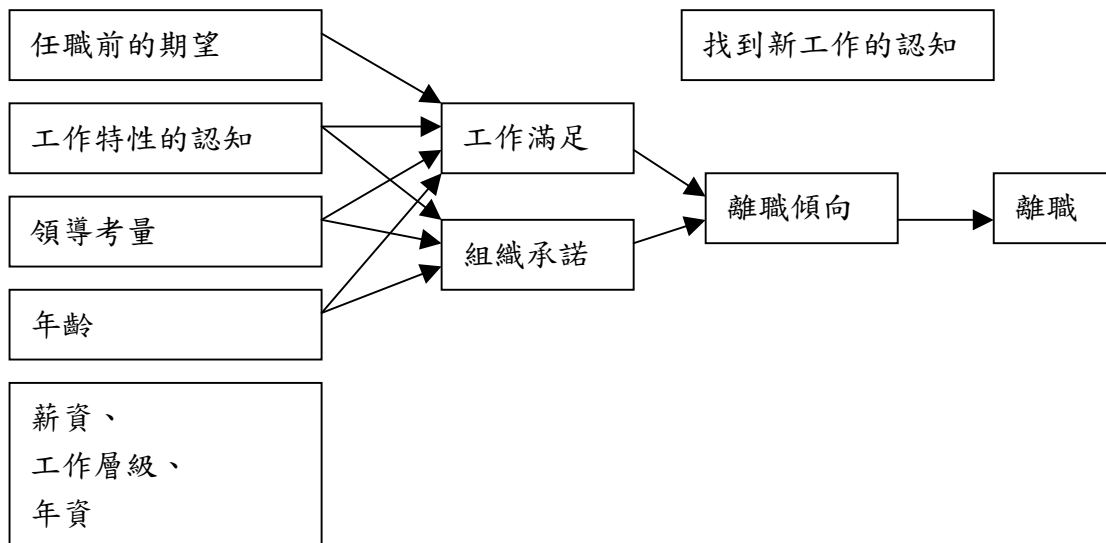 任職前的期望
找到新工作的認知
工作特性的認知
工作滿足
領導考量
離職傾向
離職
組織承諾
年齡
薪資、
工作層級、
年資